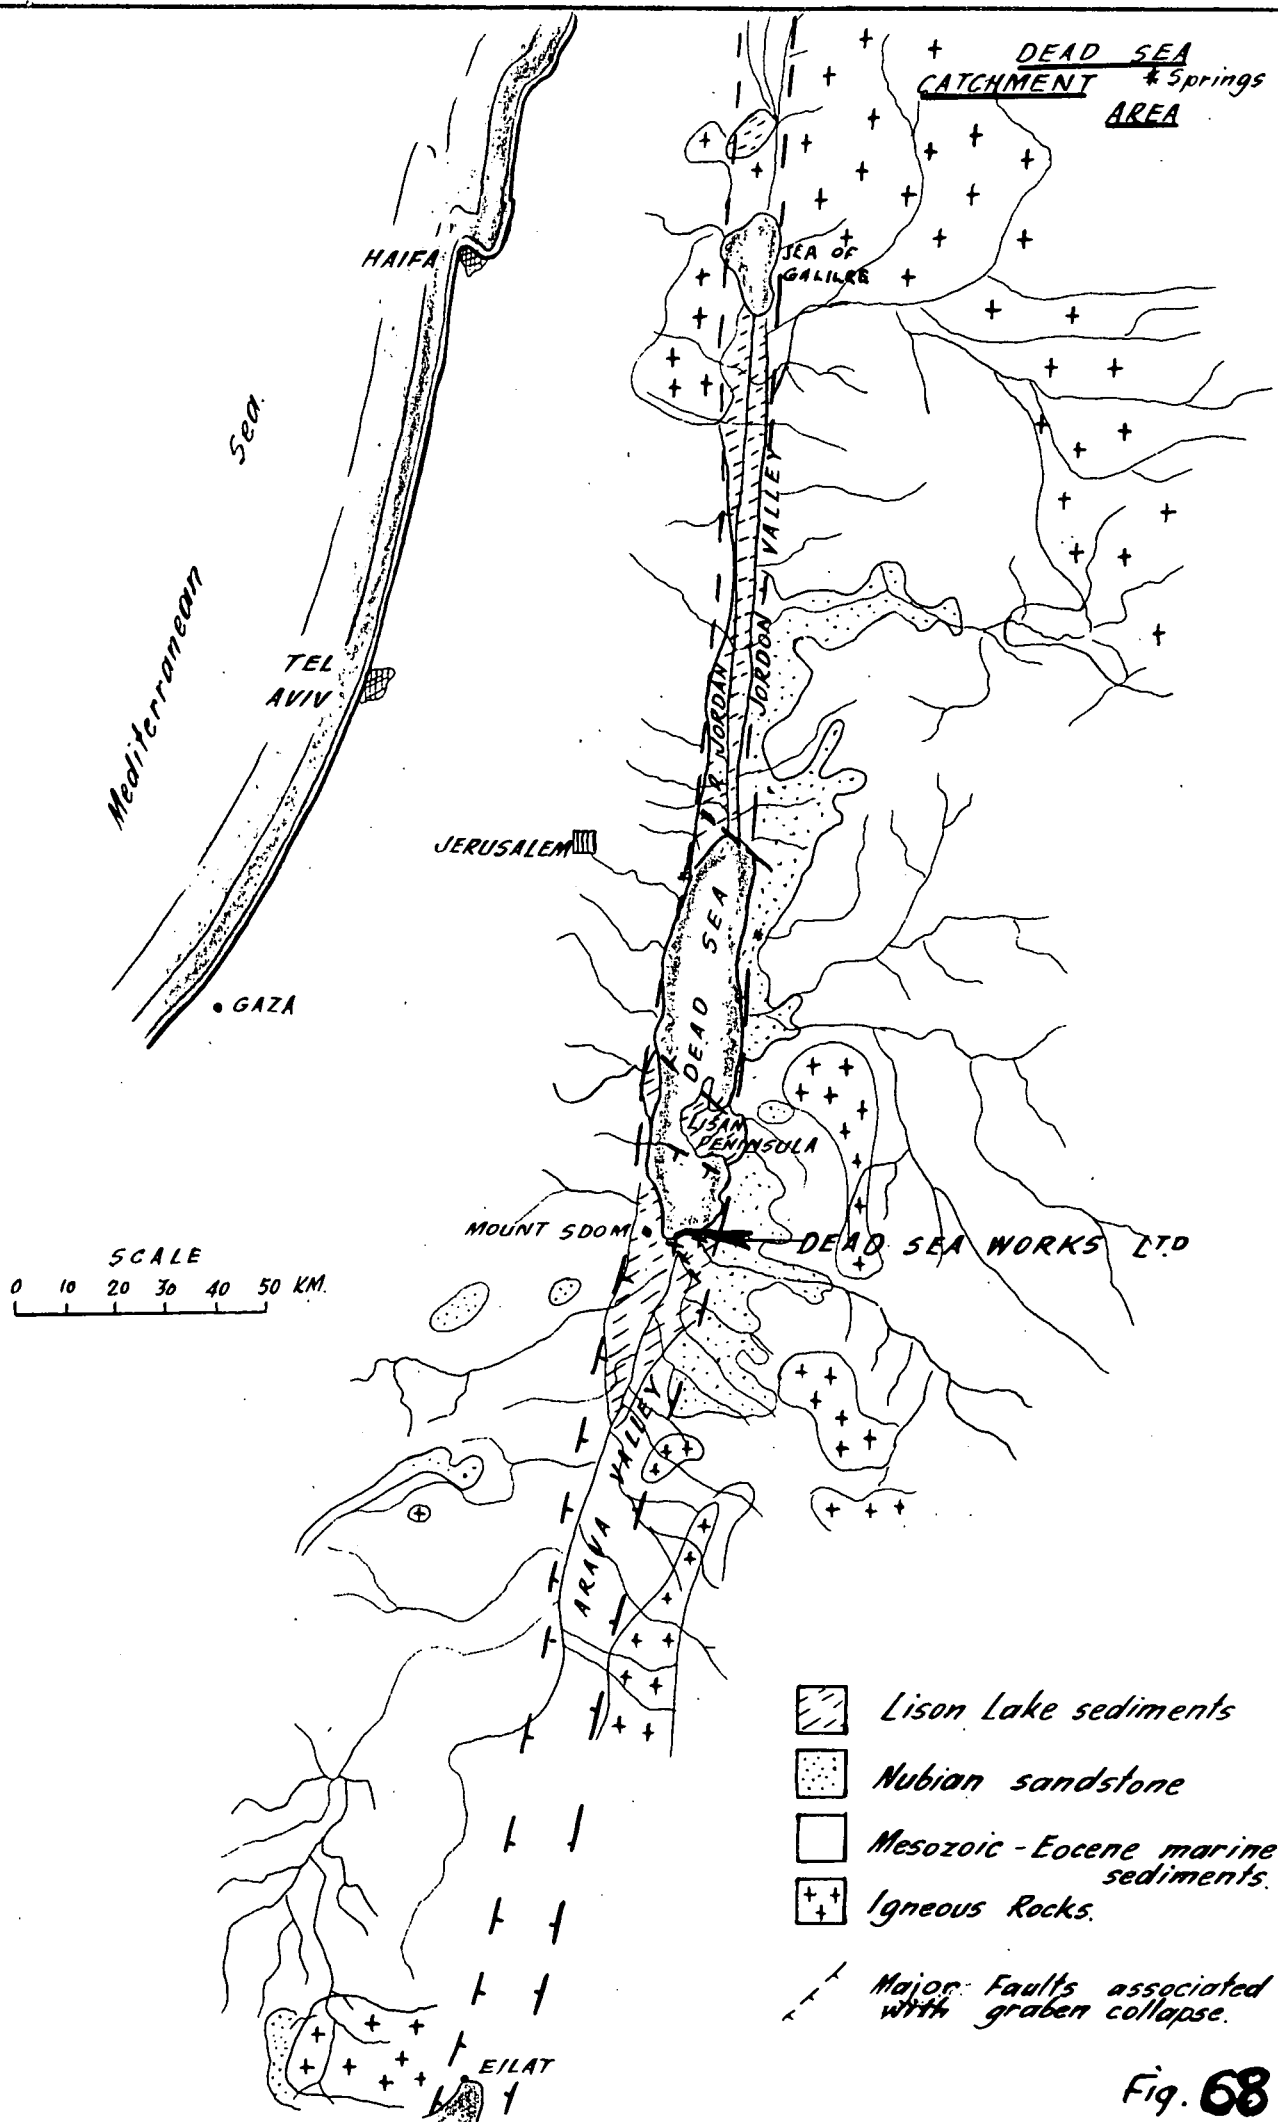 DEAD SEA
CATCHMENT * Springs
AREA
HAIFA
SEA OF
GALILEE
Sea.
Mediterranean
JORDON VALLEY
TEL
AVIV
R. JORDAN
JERUSALEM
DEAD SEA
GAZA
LISAN
PENINSULA
MOUNT SDOM
DEAD SEA WORKS LTD
SCALE
0 10 20 30 40 50 KM.
ARAVA VALLEY
Lison Lake sediments
Nubian sandstone
Mesozoic - Eocene marine
sediments.
Igneous Rocks.
Major Faults associated
with graben collapse.
EILAT
Fig. 68